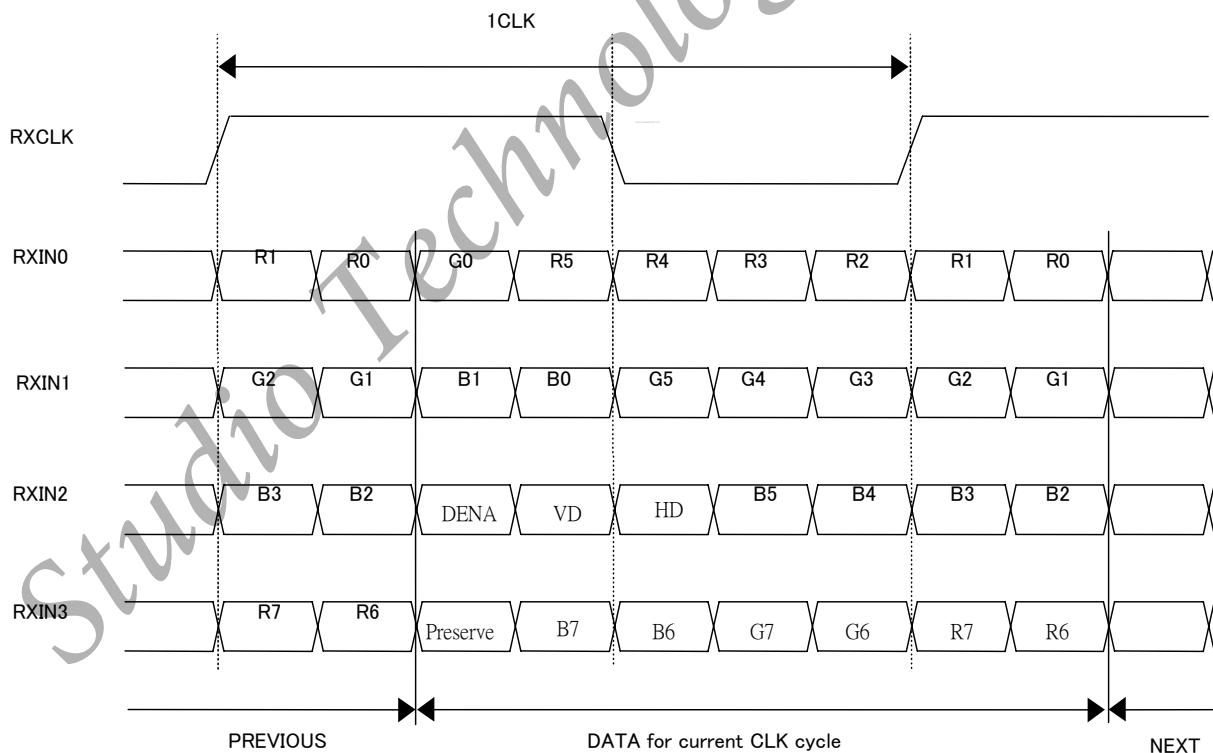 1CLK
RXCLK
RXIN0 R1 R0 G0 R5 R4 R3 R2 R1 R0
RXIN1 G2 G1 B1 B0 G5 G4 G3 G2 G1
RXIN2 B3 B2 DENA VD HD B5 B4 B3 B2
RXIN3 R7 R6 Preserve B7 B6 G7 G6 R7 R6
PREVIOUS DATA for current CLK cycle NEXT
Studio Technolog